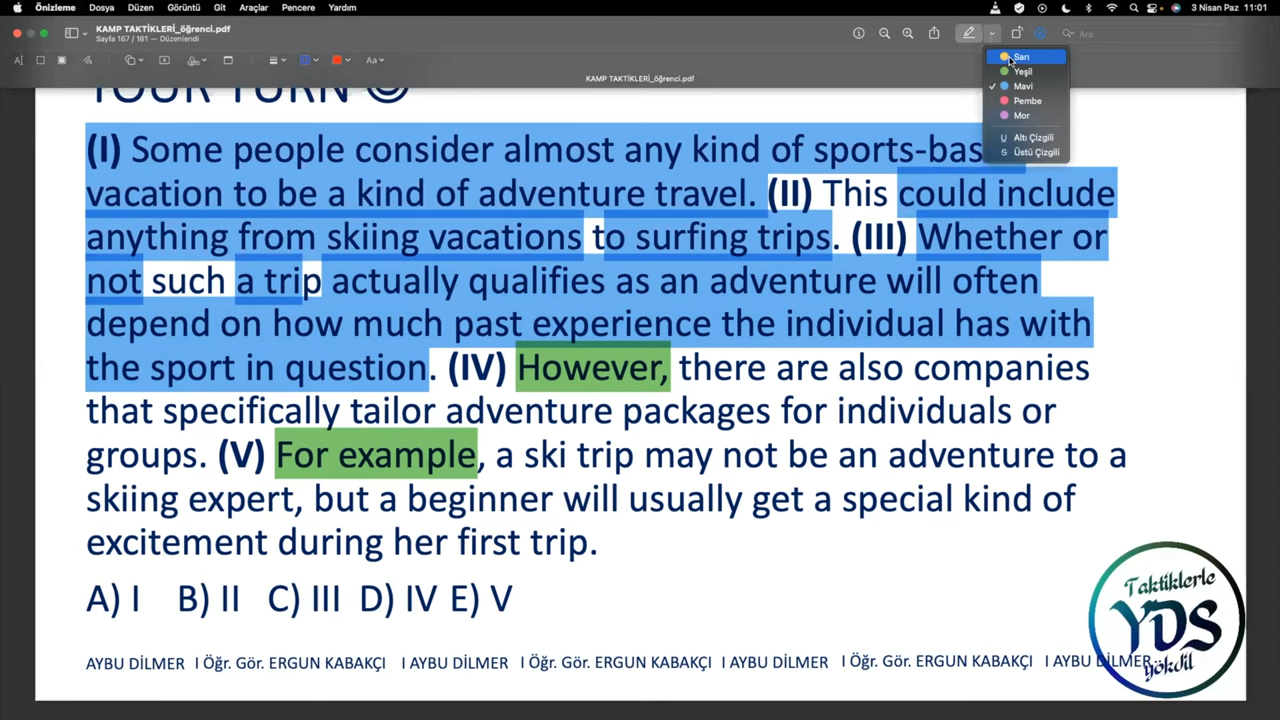 Önizleme Dosya Düzen Görüntü Git Araçlar Pencere Yardım 3 Nisan Paz 11:01
KAMP TAKTİKLERİ_öğrenci.pdf
Sayfa 167 / 181 — Düzenlendi
Ara
Aa
KAMP TAKTİKLERİ_öğrenci.pdf
Sarı
Yeşil
Mavi
Pembe
Mor
U Altı Çizgili
S Üstü Çizgili
YOUR TURN
(I) Some people consider almost any kind of sports-bas
vacation to be a kind of adventure travel. (II) This could include
anything from skiing vacations to surfing trips. (III) Whether or
not such a trip actually qualifies as an adventure will often
depend on how much past experience the individual has with
the sport in question. (IV) However, there are also companies
that specifically tailor adventure packages for individuals or
groups. (V) For example, a ski trip may not be an adventure to a
skiing expert, but a beginner will usually get a special kind of
excitement during her first trip.
A) I B) II C) III D) IV E) V
AYBU DİLMER I Öğr. Gör. ERGUN KABAKÇI I AYBU DİLMER I Öğr. Gör. ERGUN KABAKÇI I AYBU DİLMER I Öğr. Gör. ERGUN KABAKÇI I AYBU DİLMER
Taktiklerle
YDS
yökdil